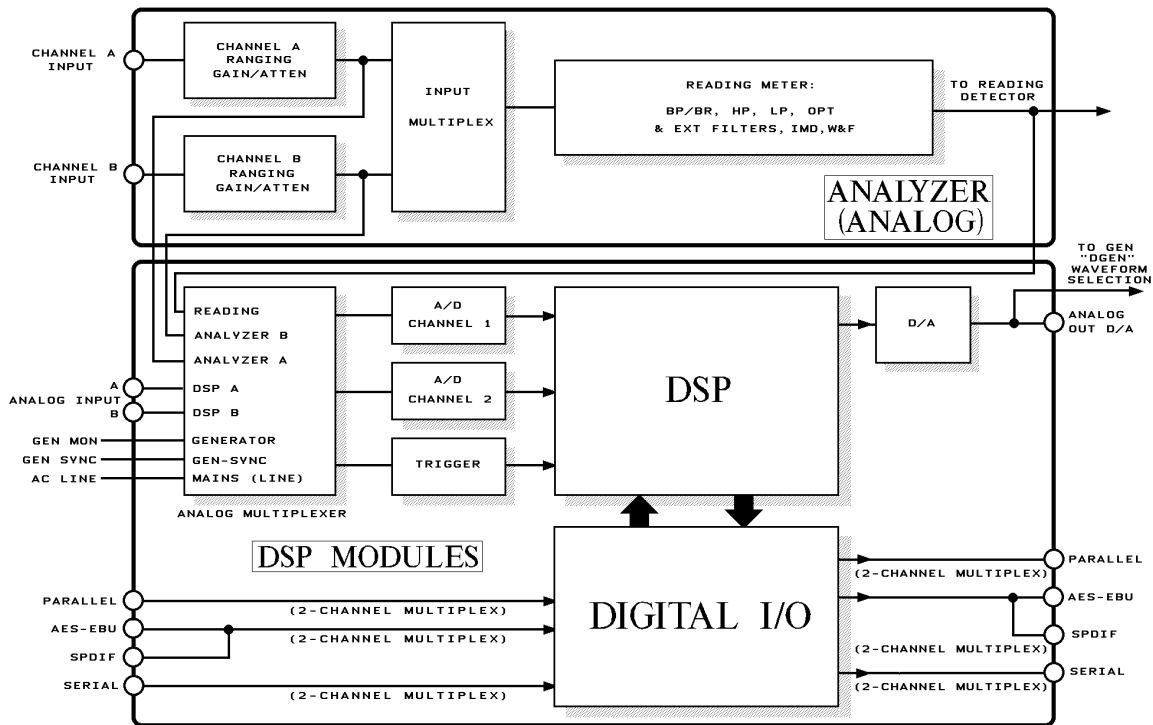 CHANNEL A
INPUT
CHANNEL A
RANGING
GAIN/ATTEN
INPUT
MULTIPLEX
READING METER:
BP/BR, HP, LP, OPT
& EXT FILTERS, IMD, W&F
TO READING
DETECTOR
CHANNEL B
INPUT
CHANNEL B
RANGING
GAIN/ATTEN
ANALYZER
(ANALOG)
TO GEN
"DGEN"
WAVEFORM
SELECTION
READING
ANALYZER B
ANALYZER A
DSP A
DSP B
GENERATOR
GEN-SYNC
MAINS (LINE)
ANALOG MULTIPLEXER
A
ANALOG INPUT
B
GEN MON
GEN SYNC
AC LINE
A/D
CHANNEL 1
A/D
CHANNEL 2
TRIGGER
DSP
D/A
ANALOG
OUT D/A
DSP MODULES
PARALLEL
(2-CHANNEL MULTIPLEX)
AES-EBU
(2-CHANNEL MULTIPLEX)
SPDIF
SERIAL
(2-CHANNEL MULTIPLEX)
DIGITAL I/O
PARALLEL
(2-CHANNEL MULTIPLEX)
AES-EBU
SPDIF
(2-CHANNEL MULTIPLEX)
SERIAL
(2-CHANNEL MULTIPLEX)